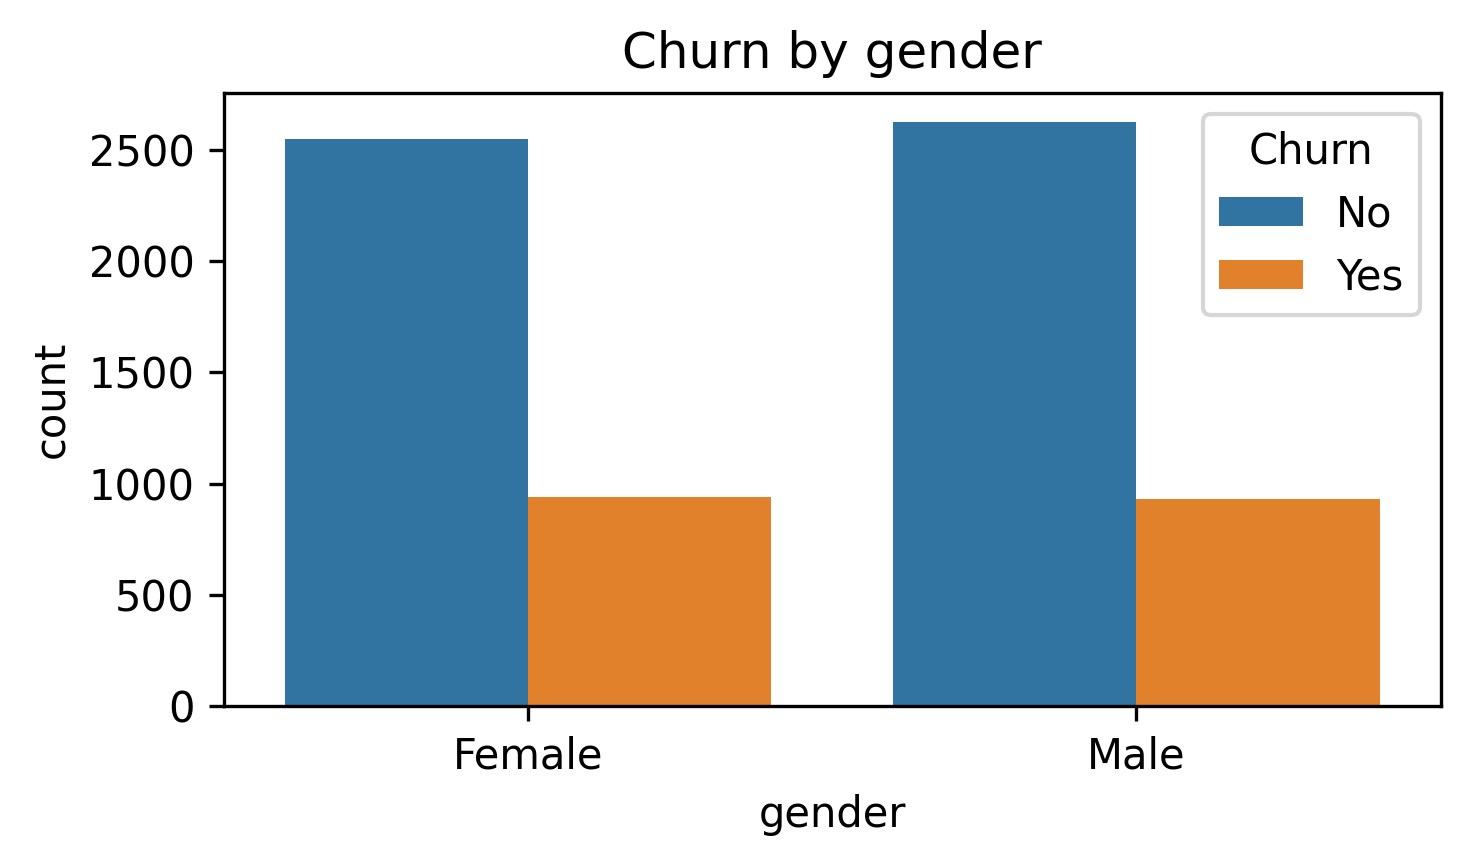 Churn by gender
2500
2000
1500
1000
500
0
count
Churn
No
Yes
Female
Male
gender